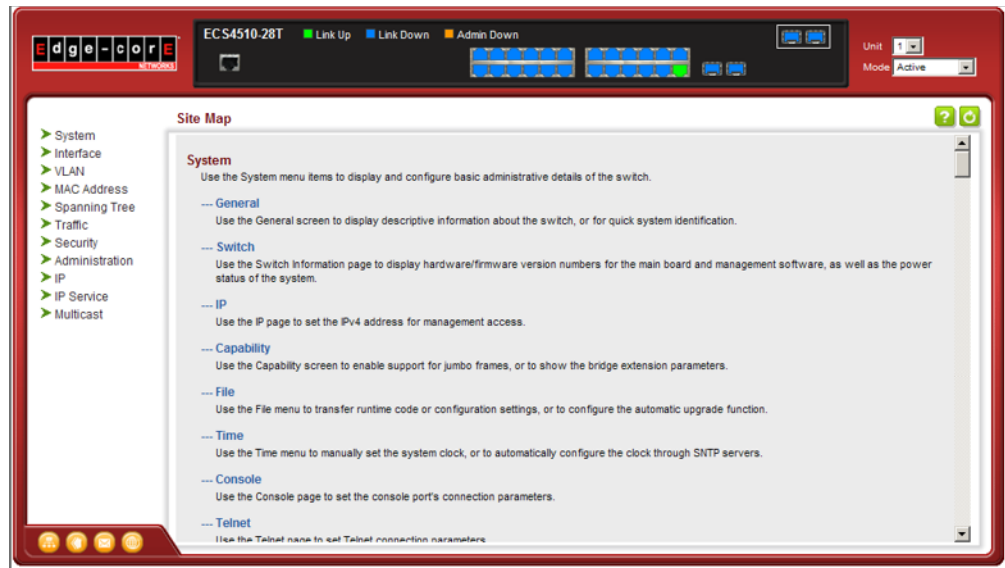 Edge-corE
NETWORKS
ECS4510-28T Link Up Link Down Admin Down
Unit 1
Mode Active
Site Map
System
Interface
VLAN
MAC Address
Spanning Tree
Traffic
Security
Administration
IP
IP Service
Multicast
System
Use the System menu items to display and configure basic administrative details of the switch.
--- General
Use the General screen to display descriptive information about the switch, or for quick system identification.
--- Switch
Use the Switch Information page to display hardware/firmware version numbers for the main board and management software, as well as the power
status of the system.
--- IP
Use the IP page to set the IPv4 address for management access.
--- Capability
Use the Capability screen to enable support for jumbo frames, or to show the bridge extension parameters.
--- File
Use the File menu to transfer runtime code or configuration settings, or to configure the automatic upgrade function.
--- Time
Use the Time menu to manually set the system clock, or to automatically configure the clock through SNTP servers.
--- Console
Use the Console page to set the console port's connection parameters.
--- Telnet
Use the Telnet page to set Telnet connection parameters